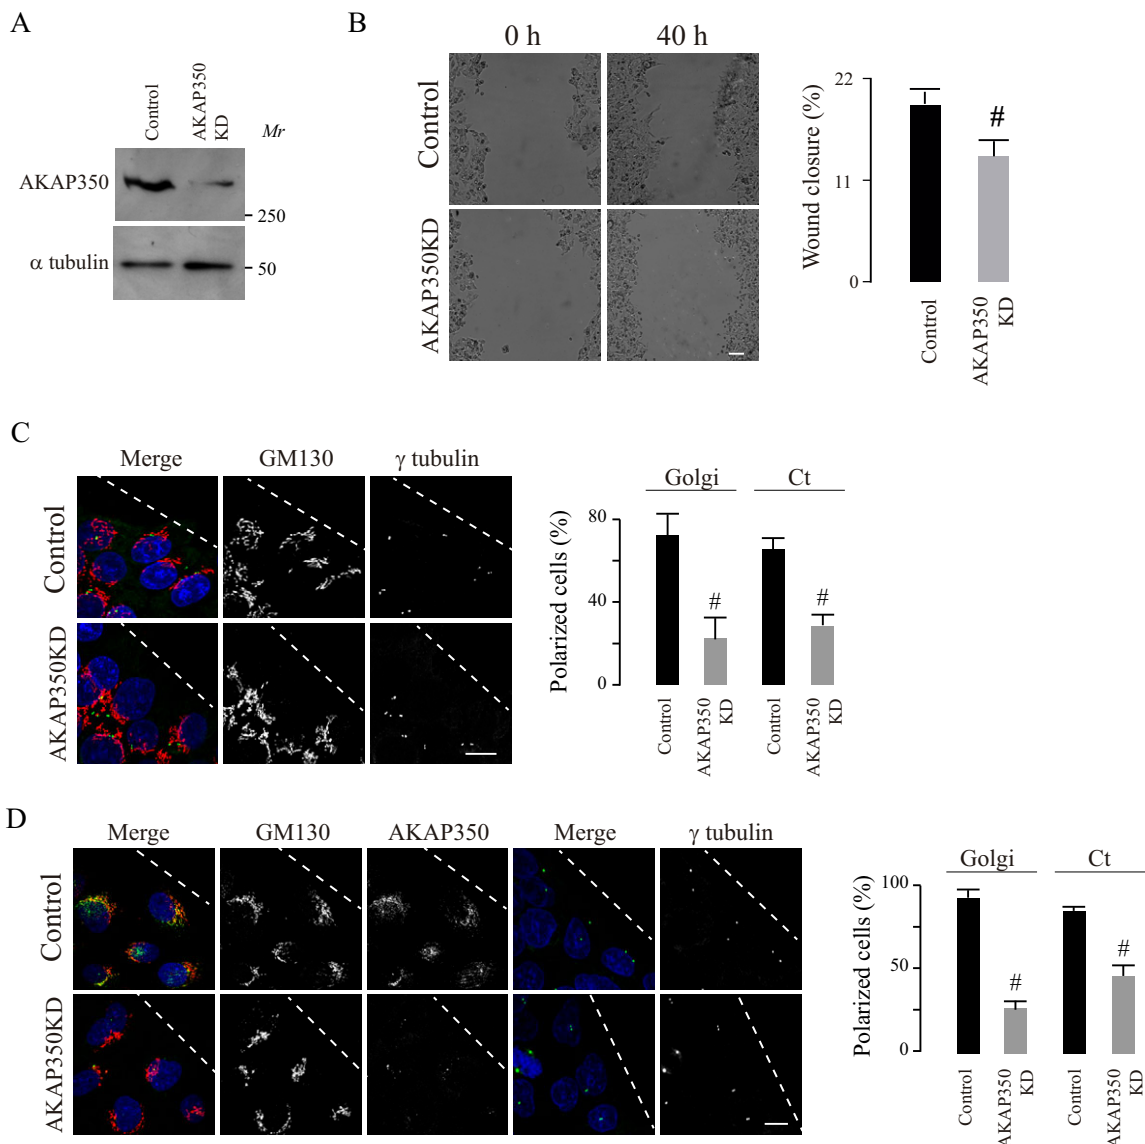 A
Control
AKAP350
KD
Mr
AKAP350
250
α tubulin
50
B
0 h
40 h
Control
AKAP350KD
Wound closure (%)
22
11
0
#
Control
AKAP350
KD
C
Merge
GM130
γ tubulin
Control
AKAP350KD
Polarized cells (%)
Golgi
Ct
80
40
0
#
#
Control
AKAP350
KD
Control
AKAP350
KD
D
Merge
GM130
AKAP350
Merge
γ tubulin
Control
AKAP350KD
Polarized cells (%)
Golgi
Ct
100
50
0
#
#
Control
AKAP350
KD
Control
AKAP350
KD